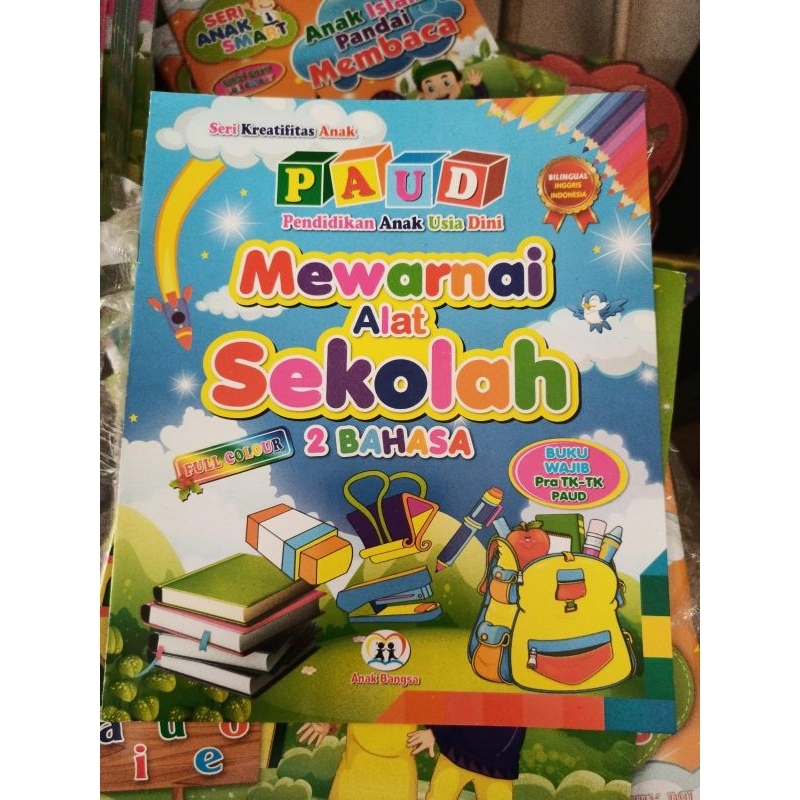 SERI
ANAK
SMART
Anak Islam
Pandai
Membaca
Seri Kreatifitas Anak
PAUD
Pendidikan Anak Usia Dini
BILINGUAL
INGGRIS
INDONESIA
Mewarnai
Alat
Sekolah
2 BAHASA
FULL COLOUR
BUKU
WAJIB
Pra TK-TK
PAUD
Anak Bangsa
a u o
i e